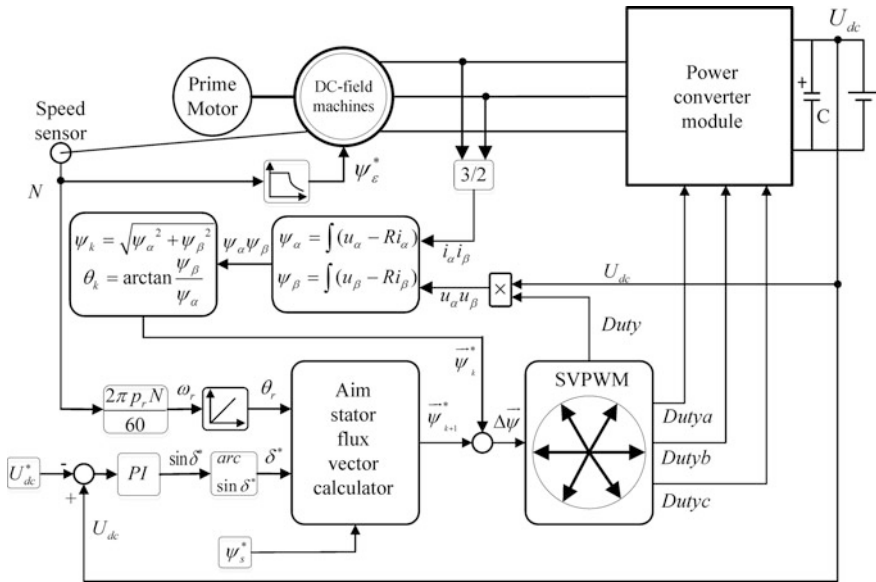 U_dc
Prime
Motor
DC-field
machines
Power
converter
module
+
C
Speed
sensor
N
ψ_ε^*
3/2
ψ_k = √(ψ_α² + ψ_β²)
θ_k = arctan ψ_β/ψ_α
ψ_α ψ_β
ψ_α = ∫(u_α − Ri_α)
ψ_β = ∫(u_β − Ri_β)
i_α i_β
u_α u_β
×
U_dc
Duty
ψ_k^*
SVPWM
2π p_r N
60
ω_r
θ_r
Aim
stator
flux
vector
calculator
ψ_{k+1}^*
Δψ
Dutya
Dutyb
Dutyc
U_dc^*
-
+
PI
sin δ^*
arc
sin δ^*
δ^*
U_dc
ψ_s^*